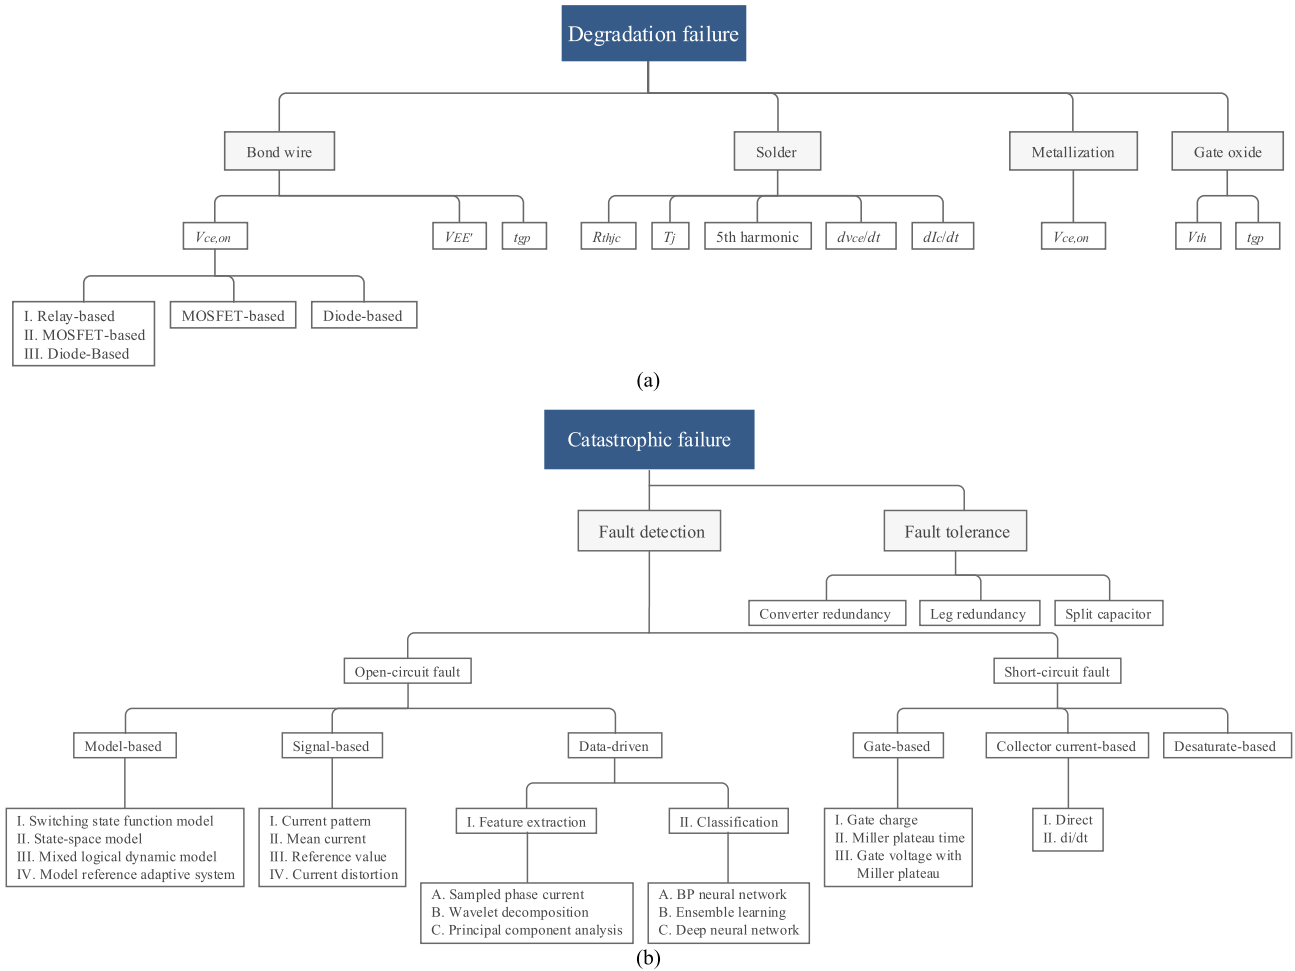 Degradation failure
Bond wire
Solder
Metallization
Gate oxide
Vce,on
VEE'
tgp
Rthjc
Tj
5th harmonic
dvce/dt
dIc/dt
Vce,on
Vth
tgp
I. Relay-based
II. MOSFET-based
III. Diode-Based
MOSFET-based
Diode-based
(a)
Catastrophic failure
Fault detection
Fault tolerance
Converter redundancy
Leg redundancy
Split capacitor
Open-circuit fault
Short-circuit fault
Model-based
Signal-based
Data-driven
Gate-based
Collector current-based
Desaturate-based
I. Switching state function model
II. State-space model
III. Mixed logical dynamic model
IV. Model reference adaptive system
I. Current pattern
II. Mean current
III. Reference value
IV. Current distortion
I. Feature extraction
II. Classification
I. Gate charge
II. Miller plateau time
III. Gate voltage with
Miller plateau
I. Direct
II. di/dt
A. Sampled phase current
B. Wavelet decomposition
C. Principal component analysis
A. BP neural network
B. Ensemble learning
C. Deep neural network
(b)